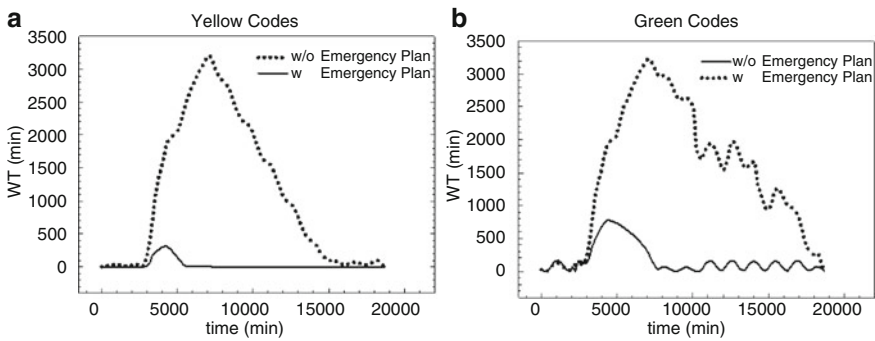 a
Yellow Codes
WT (min)
3500
3000
2500
2000
1500
1000
500
0
w/o Emergency Plan
w Emergency Plan
0 5000 10000 15000 20000
time (min)
b
Green Codes
WT (min)
3500
3000
2500
2000
1500
1000
500
0
w/o Emergency Plan
w Emergency Plan
0 5000 10000 15000 20000
time (min)